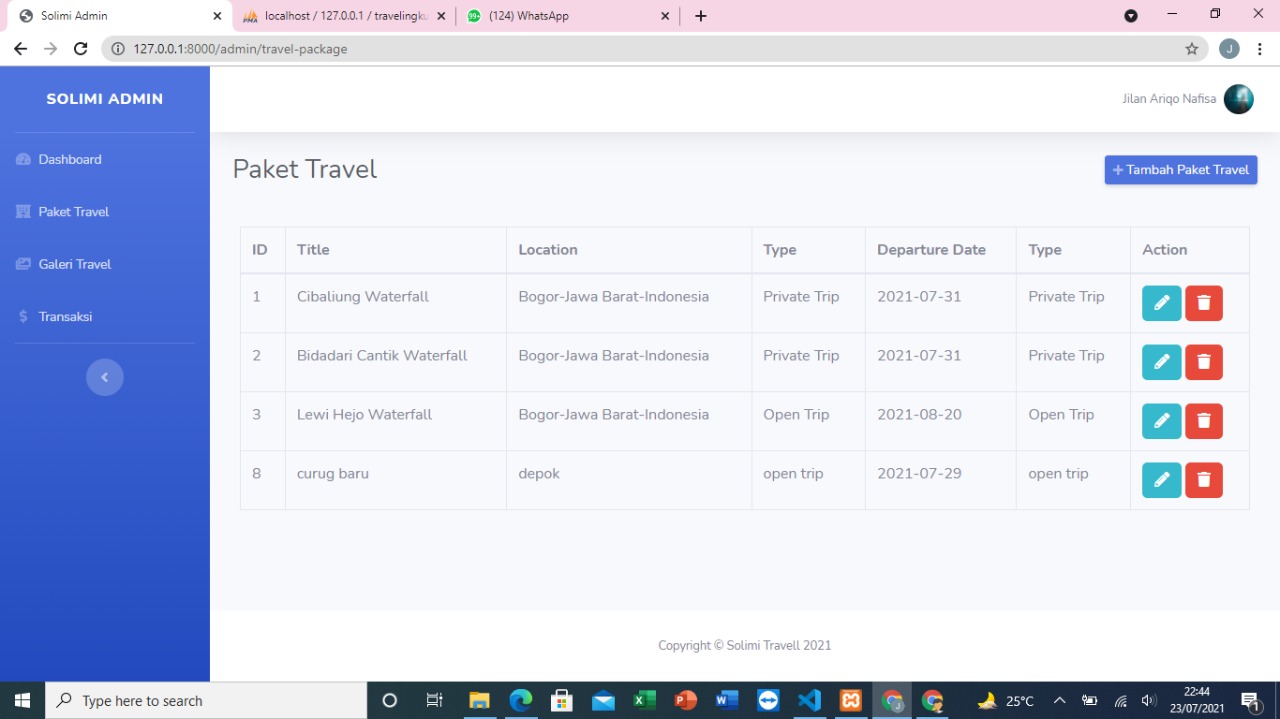 Solimi Admin
localhost / 127.0.0.1 / travelingku
99+
(124) WhatsApp
127.0.0.1:8000/admin/travel-package
J
SOLIMI ADMIN
Jilan Ariqo Nafisa
Dashboard
Paket Travel
Galeri Travel
Transaksi
Paket Travel
+ Tambah Paket Travel
ID Title Location Type Departure Date Type Action
1 Cibaliung Waterfall Bogor-Jawa Barat-Indonesia Private Trip 2021-07-31 Private Trip
2 Bidadari Cantik Waterfall Bogor-Jawa Barat-Indonesia Private Trip 2021-07-31 Private Trip
3 Lewi Hejo Waterfall Bogor-Jawa Barat-Indonesia Open Trip 2021-08-20 Open Trip
8 curug baru depok open trip 2021-07-29 open trip
Copyright © Solimi Travell 2021
Type here to search
25°C
22:44
23/07/2021
1